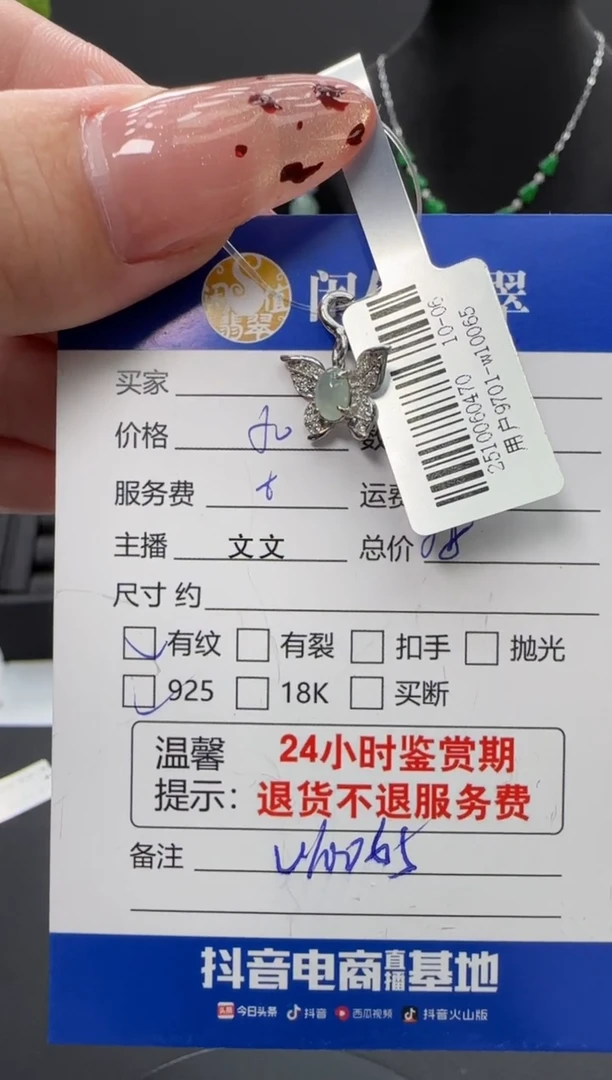 翡翠
翠
买家
价格
服务费 运费
主播 文文 总价
尺寸 约
有纹 有裂 扣手 抛光
925 18K 买断
温馨 24小时鉴赏期
提示: 退货不退服务费
备注 W10065
抖音电商直播基地
头条 今日头条 抖音 西瓜视频 抖音火山版
2510060470 10-06
用户9701-w10065